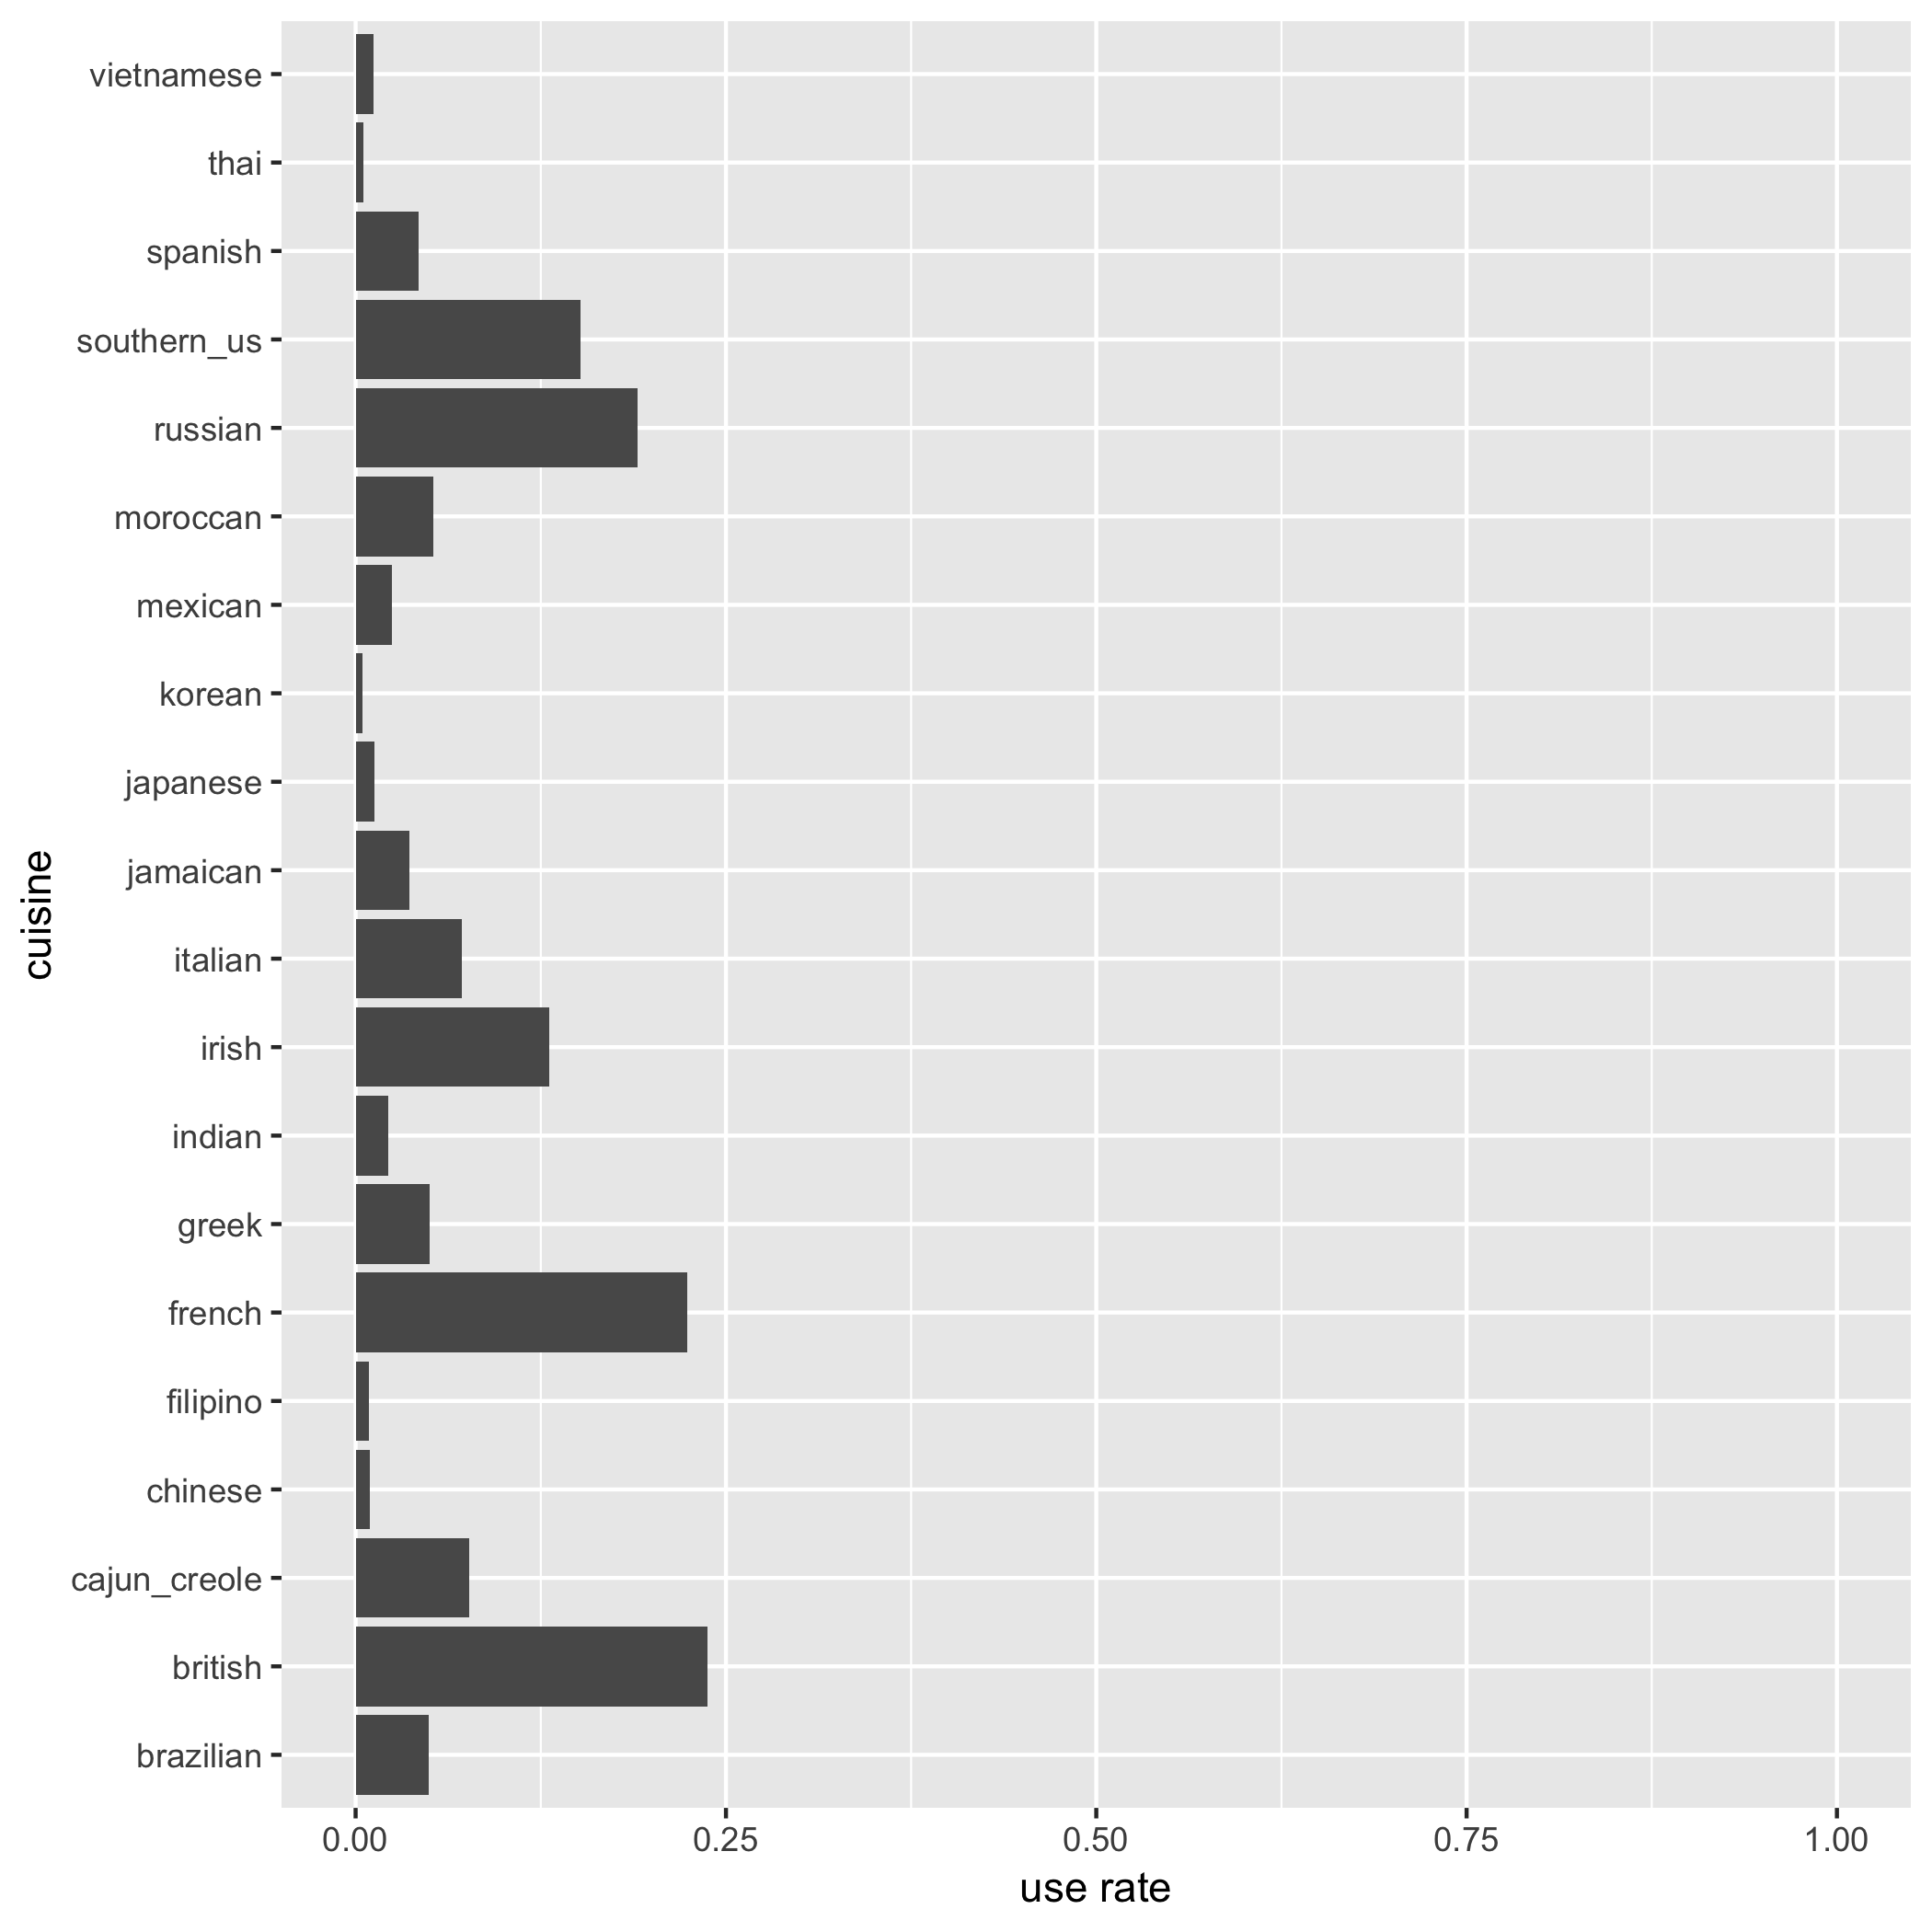 vietnamese
thai
spanish
southern_us
russian
moroccan
mexican
korean
japanese
jamaican
italian
irish
indian
greek
french
filipino
chinese
cajun_creole
british
brazilian
cuisine
0.00 0.25 0.50 0.75 1.00
use rate